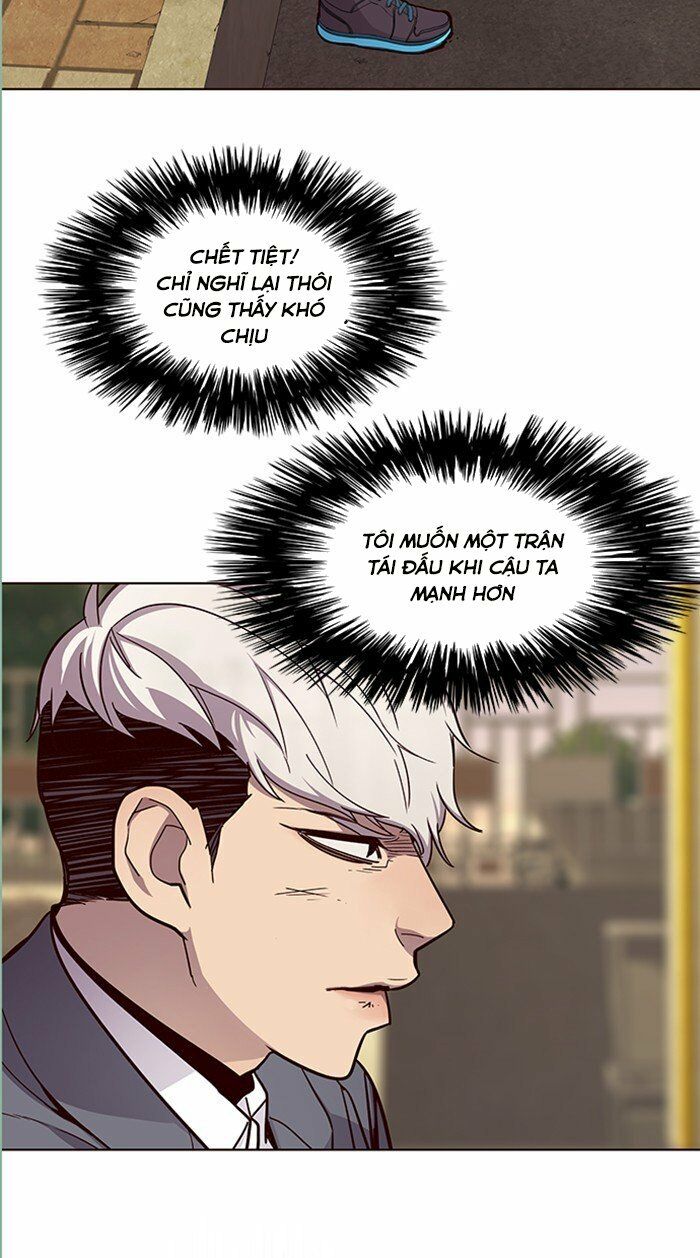 CHẾT TIỆT!
CHỈ NGHĨ LẠI THÔI
CŨNG THẤY KHÓ
CHỊU
TÔI MUỐN MỘT TRẬN
TÁI ĐẤU KHI CẬU TA
MẠNH HƠN